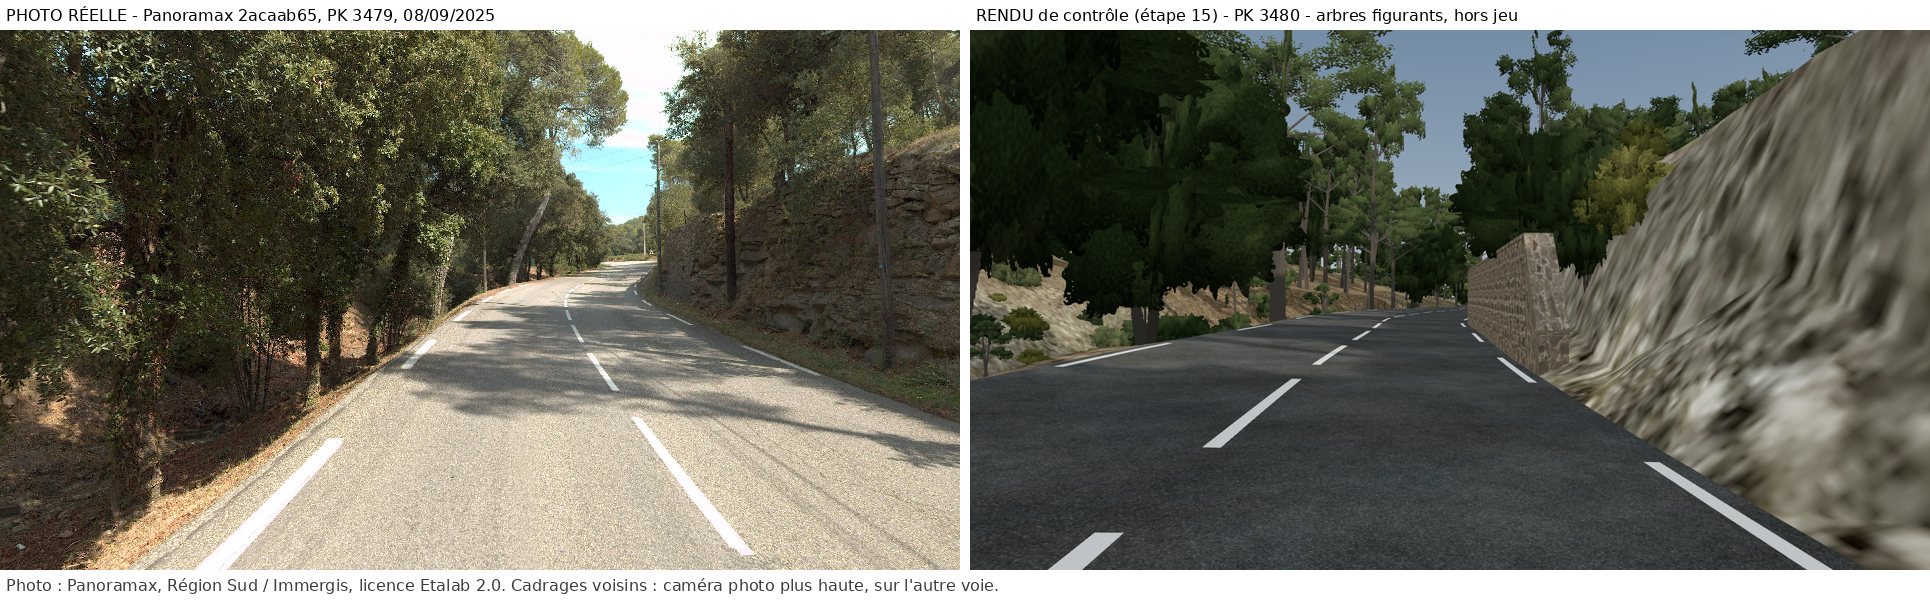 PHOTO RÉELLE - Panoramax 2acaab65, PK 3479, 08/09/2025
RENDU de contrôle (étape 15) - PK 3480 - arbres figurants, hors jeu
Photo : Panoramax, Région Sud / Immergis, licence Etalab 2.0. Cadrages voisins : caméra photo plus haute, sur l'autre voie.